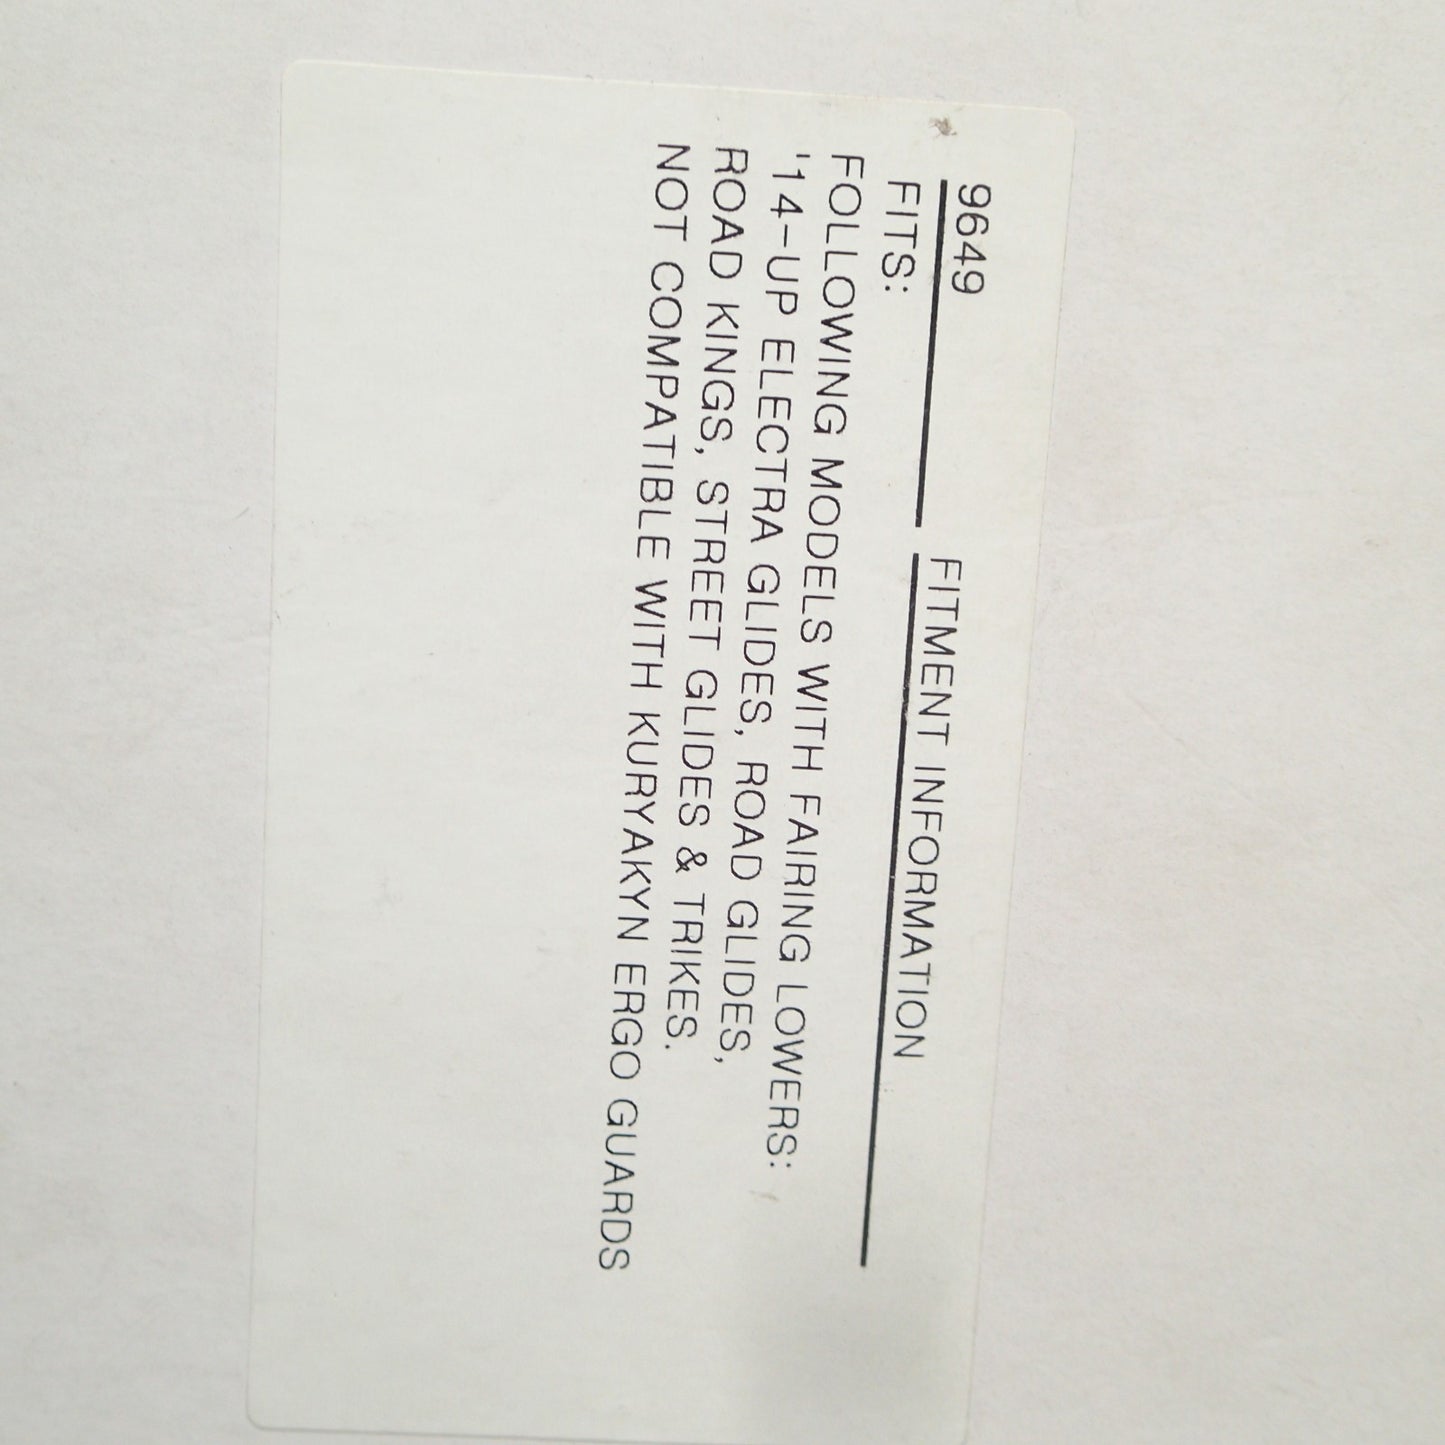 9649 FITMENT INFORMATION
FITS:
FOLLOWING MODELS WITH FAIRING LOWERS:
'14-UP ELECTRA GLIDES, ROAD GLIDES,
ROAD KINGS, STREET GLIDES & TRIKES.
NOT COMPATIBLE WITH KURYAKYN ERGO GUARDS